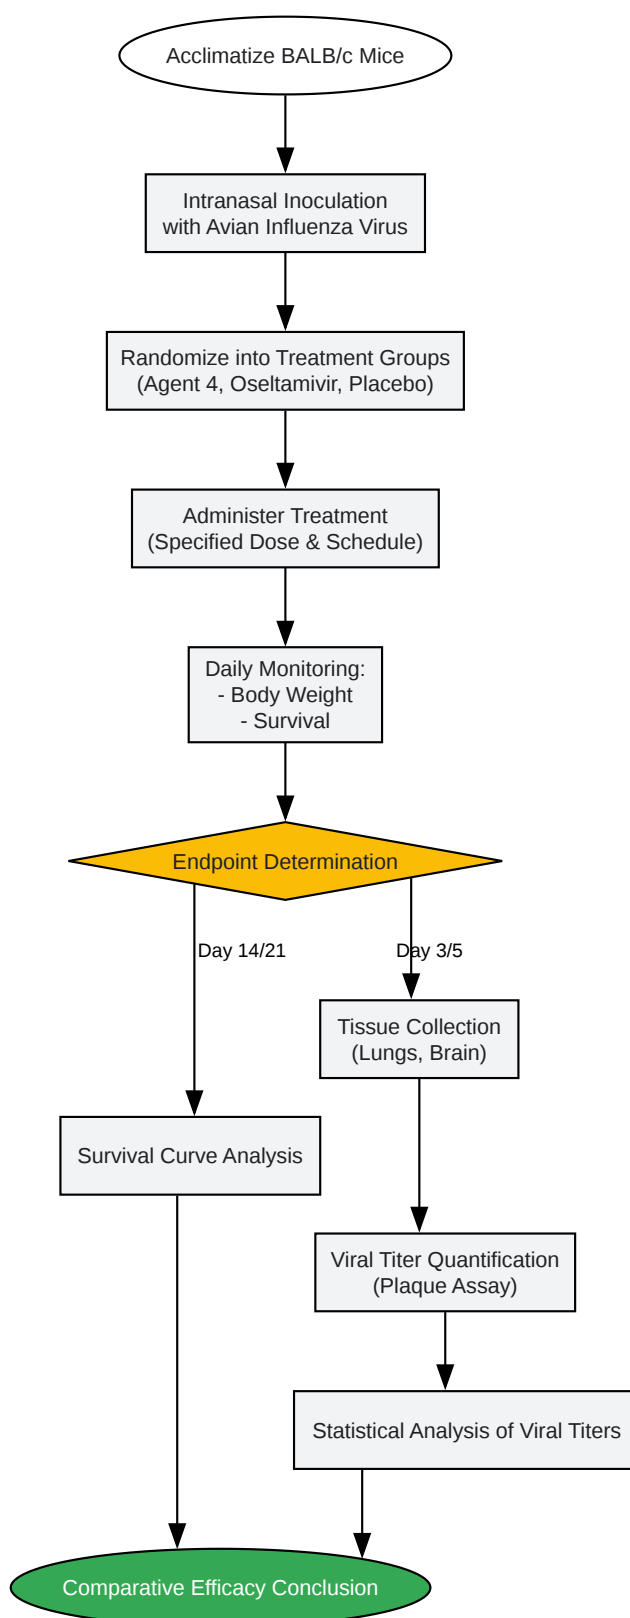 Acclimatize BALB/c Mice
Intranasal Inoculation
with Avian Influenza Virus
Randomize into Treatment Groups
(Agent 4, Oseltamivir, Placebo)
Administer Treatment
(Specified Dose & Schedule)
Daily Monitoring:
- Body Weight
- Survival
Endpoint Determination
Day 14/21
Day 3/5
Tissue Collection
(Lungs, Brain)
Survival Curve Analysis
Viral Titer Quantification
(Plaque Assay)
Statistical Analysis of Viral Titers
Comparative Efficacy Conclusion